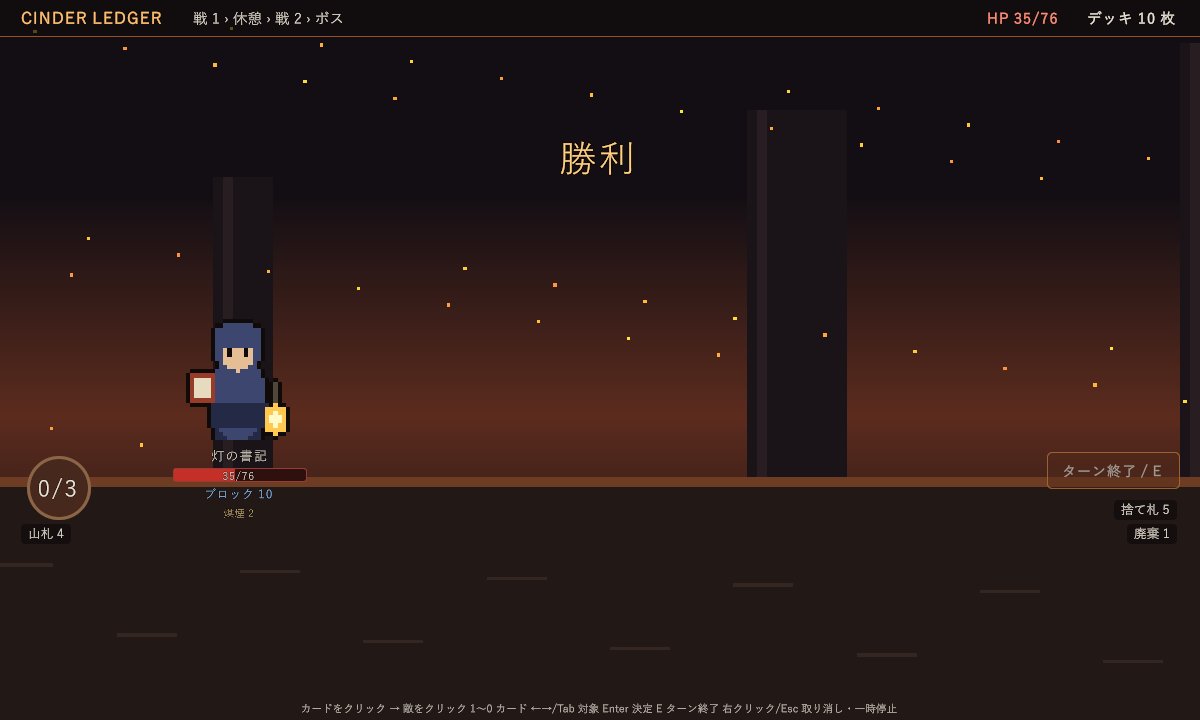 CINDER LEDGER
戦 1 › 休憩 › 戦 2 › ボス
HP 35/76
デッキ 10 枚
勝利
灯の書記
35/76
ブロック 10
煤煙 2
0/3
山札 4
ターン終了 / E
捨て札 5
廃棄 1
カードをクリック → 敵をクリック 1〜0 カード ←→/Tab 対象 Enter 決定 E ターン終了 右クリック/Esc 取り消し・一時停止